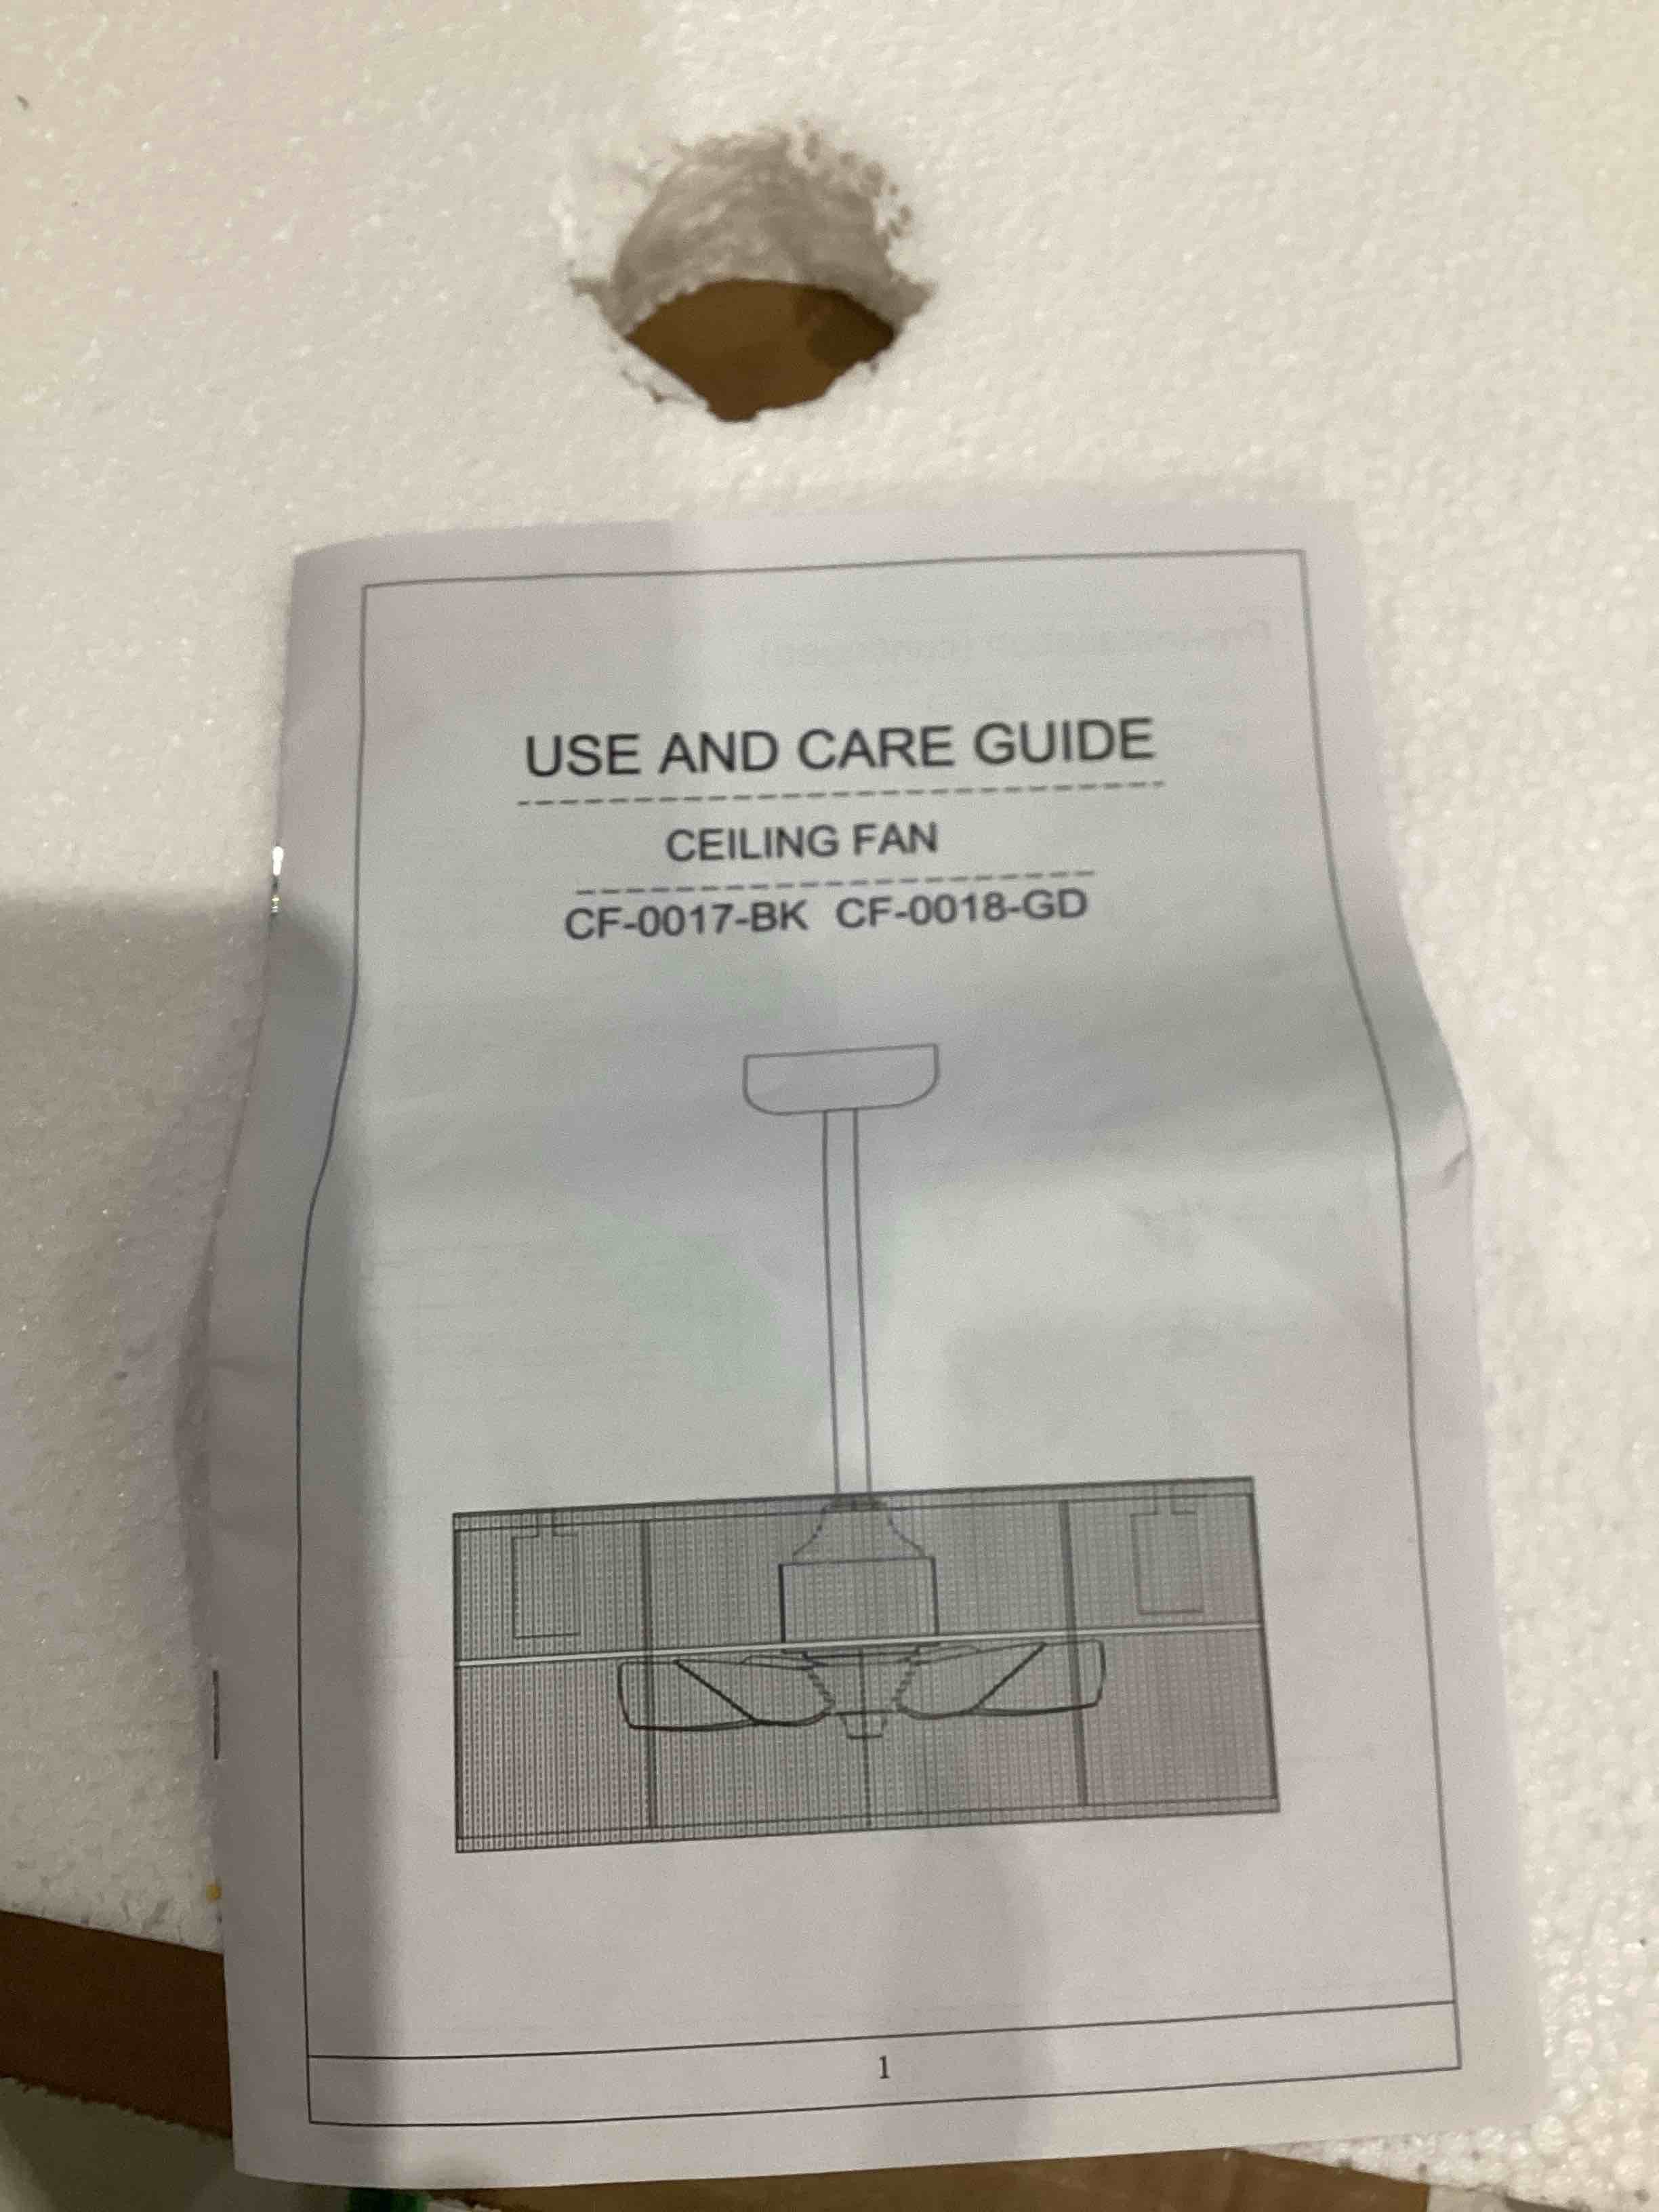 USE AND CARE GUIDE
CEILING FAN
CF-0017-BK CF-0018-GD
1